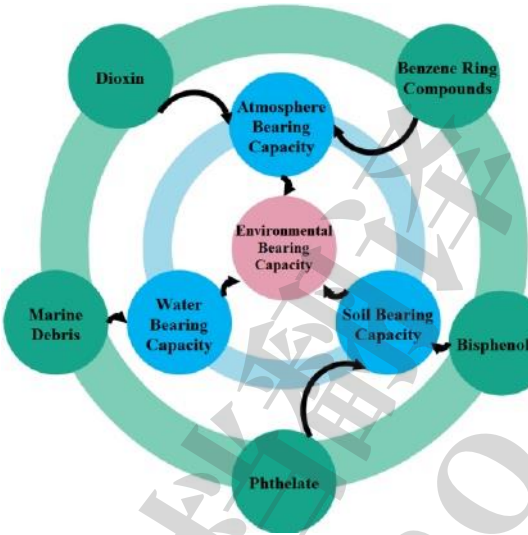 Dioxin
Benzene Ring
Compounds
Atmosphere
Bearing
Capacity
Environmental
Bearing
Capacity
Marine
Debris
Water
Bearing
Capacity
Soil Bearing
Capacity
Bisphenol
Phthelate